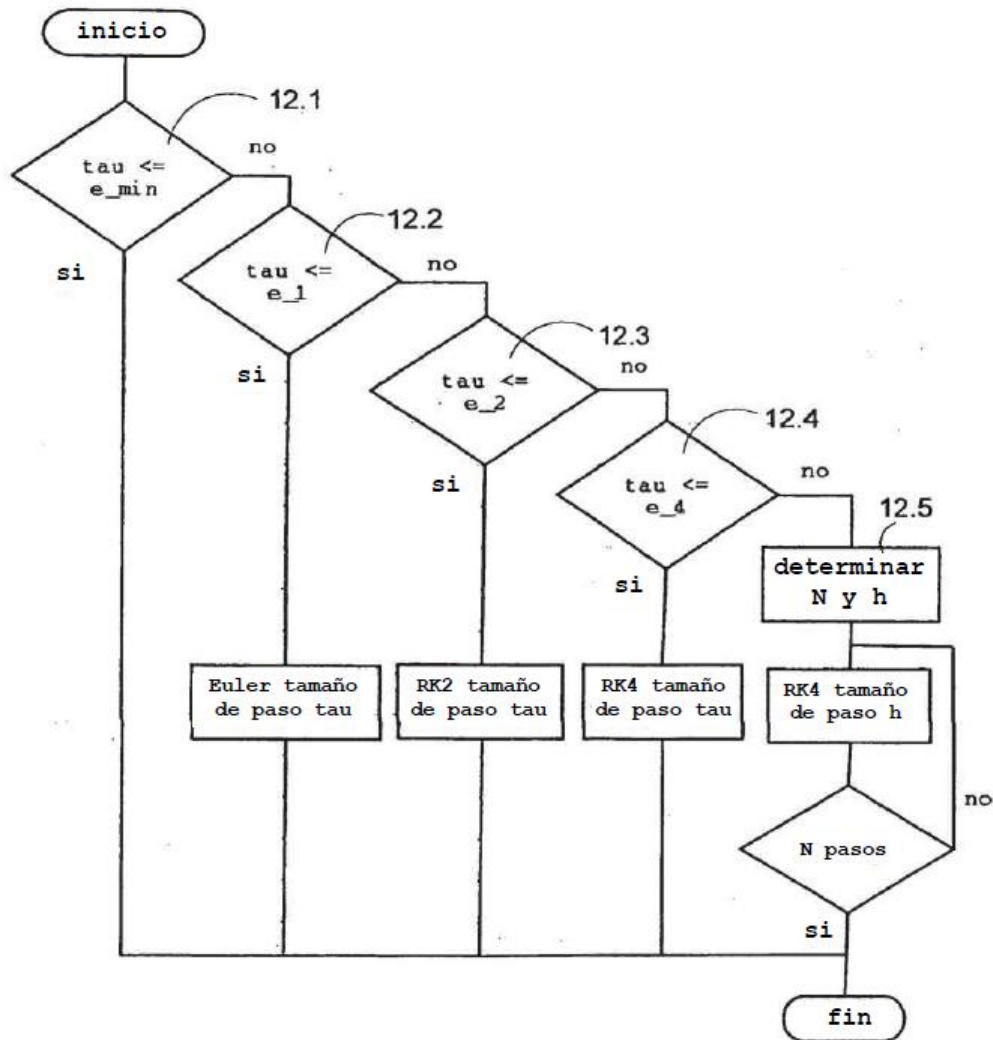 inicio
12.1
tau <=
e_min
no
si
12.2
tau <=
e_1
no
si
12.3
tau <=
e_2
no
si
12.4
tau <=
e_4
no
si
12.5
determinar
N y h
Euler tamaño
de paso tau
RK2 tamaño
de paso tau
RK4 tamaño
de paso tau
RK4 tamaño
de paso h
no
N pasos
si
fin